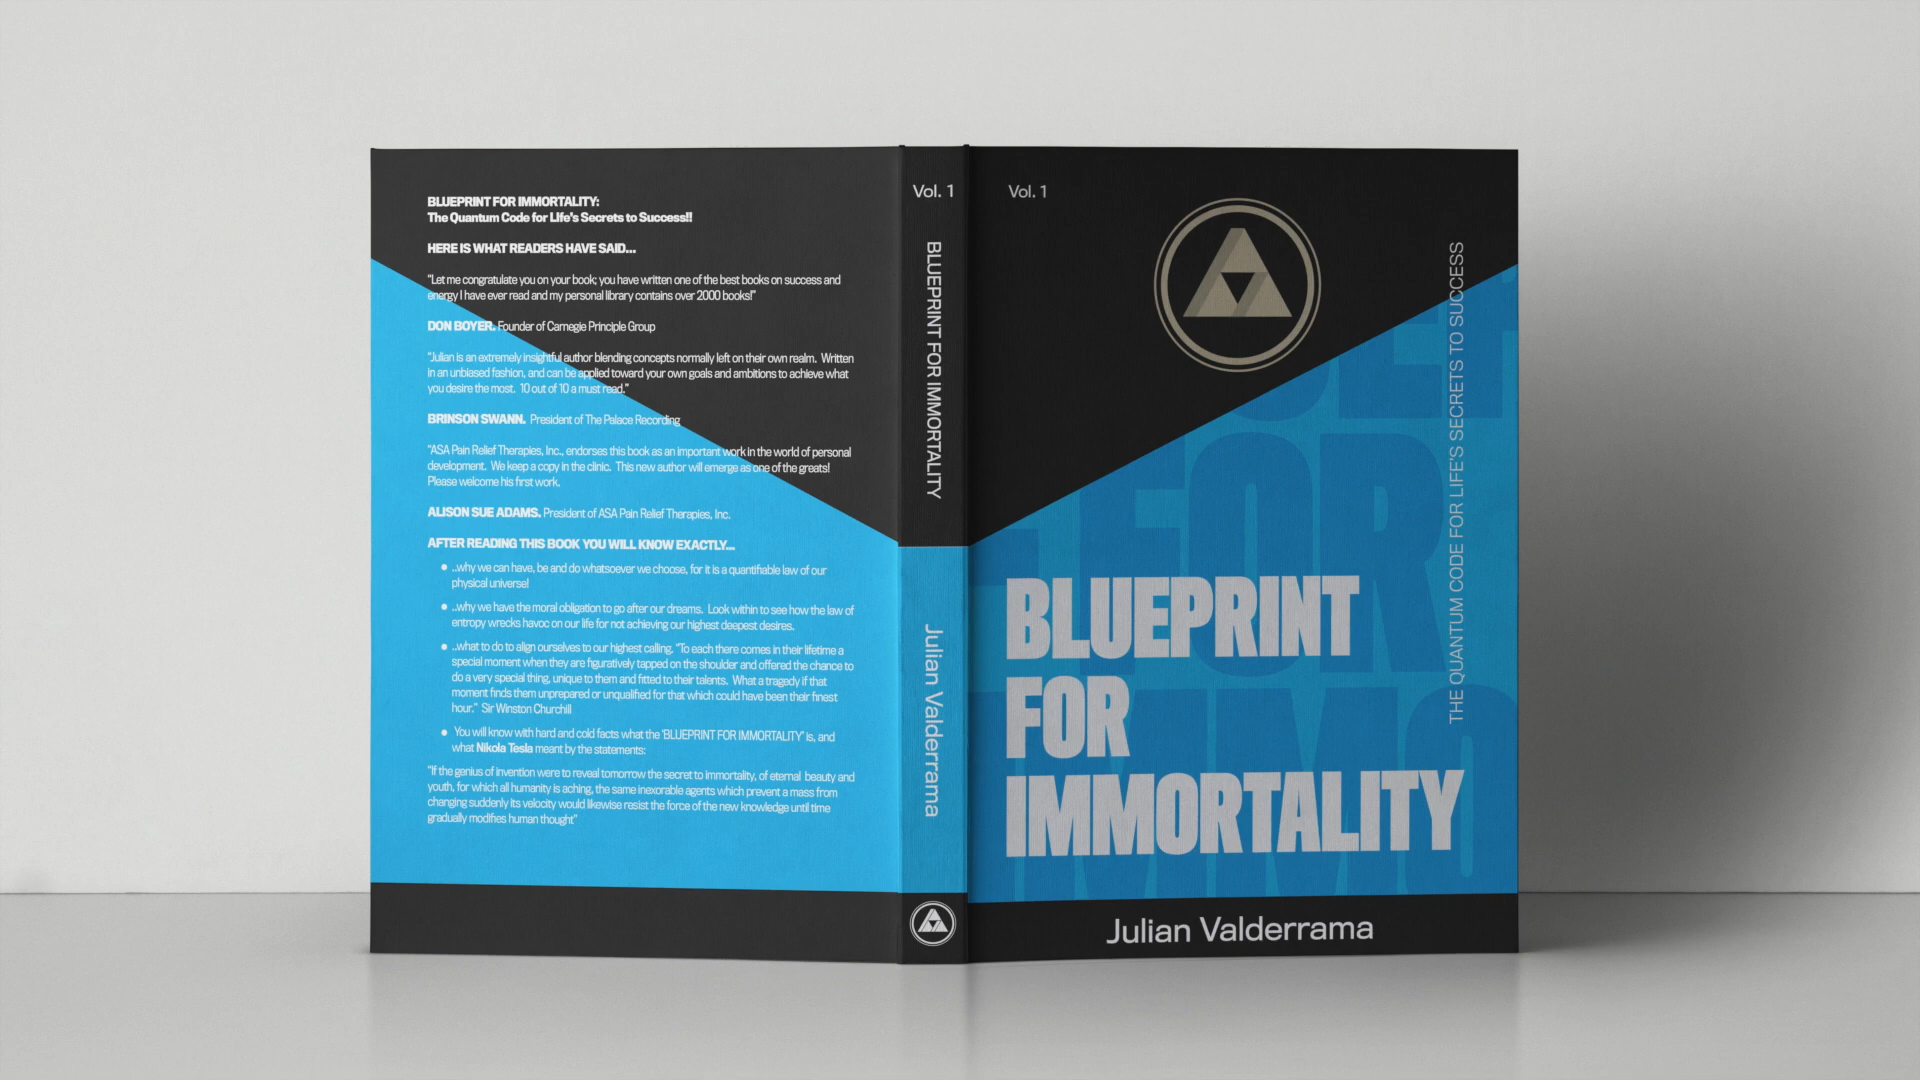 BLUEPRINT FOR IMMORTALITY:
The Quantum Code for LIfe's Secrets to Success!!
HERE IS WHAT READERS HAVE SAID...
"Let me congratulate you on your book; you have written one of the best books on success and
energy I have ever read and my personal library contains over 2000 books!"
DON BOYER. Founder of Carnegie Principle Group
"Julian is an extremely insightful author blending concepts normally left on their own realm. Written
in an unbiased fashion, and can be applied toward your own goals and ambitions to achieve what
you desire the most. 10 out of 10 a must read."
BRINSON SWANN. President of The Palace Recording
"ASA Pain Relief Therapies, Inc., endorses this book as an important work in the world of personal
development. We keep a copy in the clinic. This new author will emerge as one of the greats!
Please welcome his first work.
ALISON SUE ADAMS. President of ASA Pain Relief Therapies, Inc.
AFTER READING THIS BOOK YOU WILL KNOW EXACTLY...
● ..why we can have, be and do whatsoever we choose, for it is a quantifiable law of our
physical universe!
● ..why we have the moral obligation to go after our dreams. Look within to see how the law of
entropy wrecks havoc on our life for not achieving our highest deepest desires.
● ..what to do to align ourselves to our highest calling, "To each there comes in their lifetime a
special moment when they are figuratively tapped on the shoulder and offered the chance to
do a very special thing, unique to them and fitted to their talents. What a tragedy if that
moment finds them unprepared or unqualified for that which could have been their finest
hour." Sir Winston Churchill
● You will know with hard and cold facts what the 'BLUEPRINT FOR IMMORTALITY' is, and
what Nikola Tesla meant by the statements:
"If the genius of invention were to reveal tomorrow the secret to immortality, of eternal beauty and
youth, for which all humanity is aching, the same inexorable agents which prevent a mass from
changing suddenly its velocity would likewise resist the force of the new knowledge until time
gradually modifies human thought"
Vol. 1
BLUEPRINT FOR IMMORTALITY
Julian Valderrama
Vol. 1
THE QUANTUM CODE FOR LIFE'S SECRETS TO SUCCESS
FOR
IMMO
BLUEPRINT
FOR
IMMORTALITY
Julian Valderrama